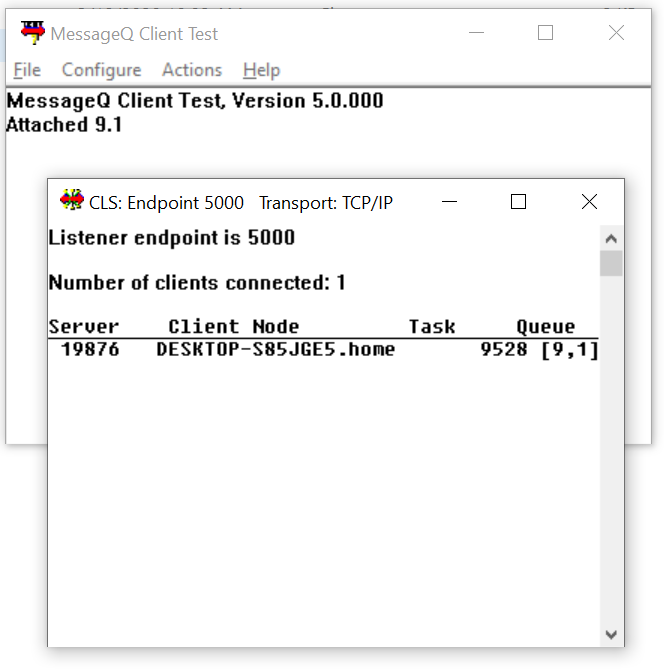 MessageQ Client Test
File Configure Actions Help
MessageQ Client Test, Version 5.0.000
Attached 9.1
CLS: Endpoint 5000 Transport: TCP/IP
Listener endpoint is 5000
Number of clients connected: 1
Server Client Node Task Queue
19876 DESKTOP-S85JGE5.home 9528 [9,1]